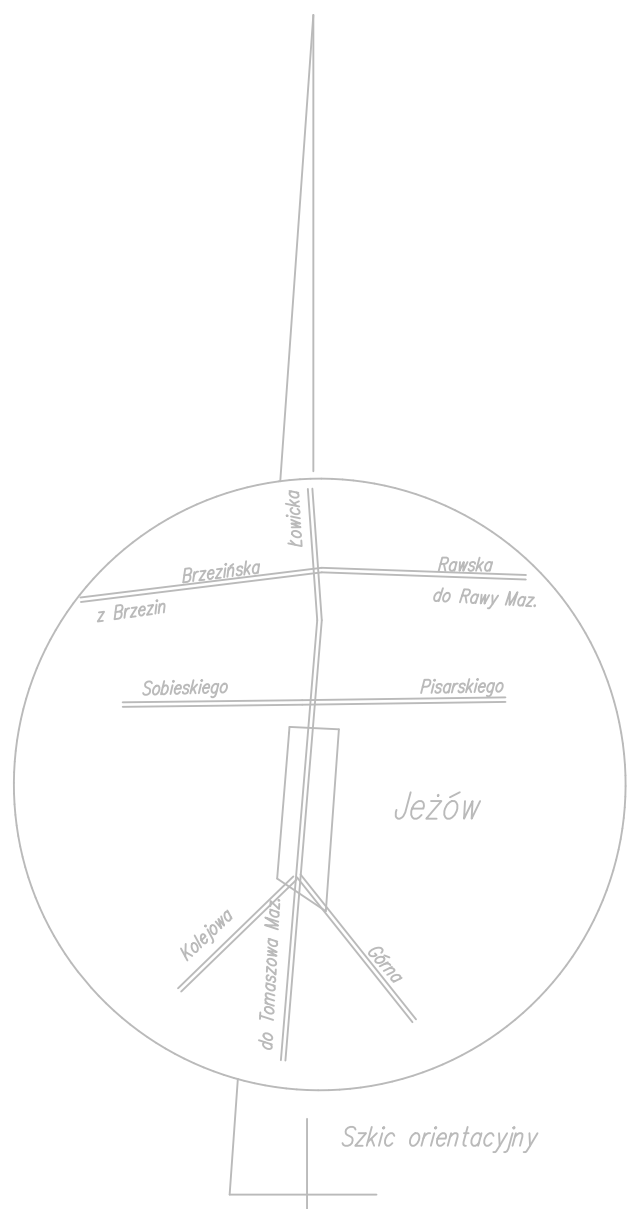 Łowicka
Brzezińska
Rawska
z Brzezin
do Rawy Maz.
Sobieskiego
Pisarskiego
Jeżów
Kolejowa
do Tomaszowa Maz.
Górna
Szkic orientacyjny